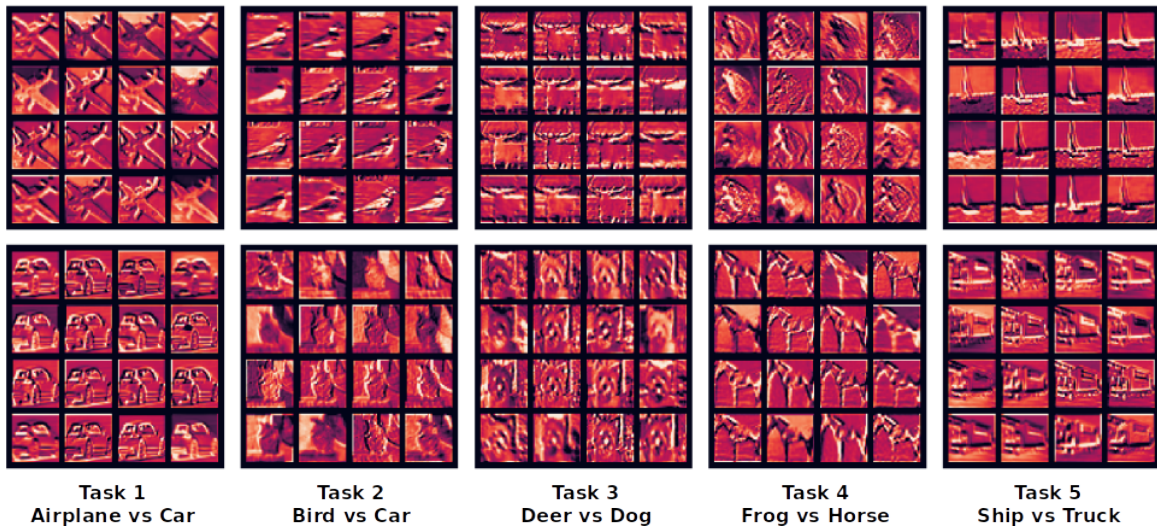 Task 1
Airplane vs Car
Task 2
Bird vs Car
Task 3
Deer vs Dog
Task 4
Frog vs Horse
Task 5
Ship vs Truck